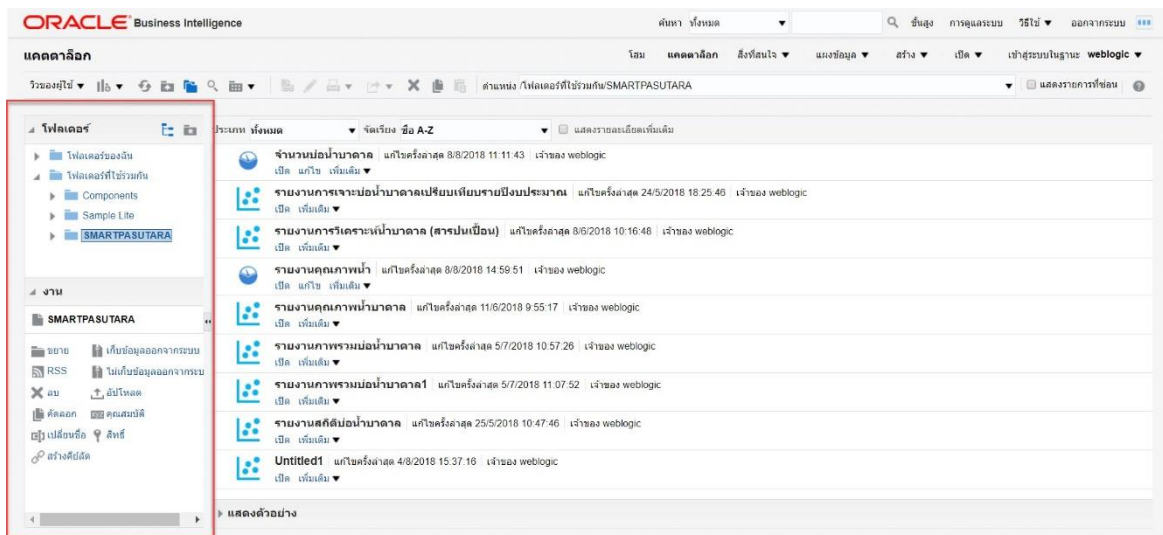 ORACLE Business Intelligence
ค้นหา ทั้งหมด ชั้นสูง การดูแลระบบ วิธีใช้ ออกจากระบบ
แคตตาล็อก
โฮม แคตตาล็อก สิ่งที่สนใจ แผงข้อมูล สร้าง เปิด เข้าสู่ระบบในฐานะ weblogic
วิวของผู้ใช้ ตำแหน่ง /โฟลเดอร์ที่ใช้ร่วมกัน/SMARTPASUTARA แสดงรายการที่ซ่อน
โฟลเดอร์
โฟลเดอร์ของฉัน
โฟลเดอร์ที่ใช้ร่วมกัน
Components
Sample Lite
SMARTPASUTARA
งาน
SMARTPASUTARA
ขยาย เก็บข้อมูลออกจากระบบ
RSS ไม่เก็บข้อมูลออกจากระบ
ลบ อัปโหลด
คัดลอก คุณสมบัติ
เปลี่ยนชื่อ สิทธิ์
สร้างคีย์ลัด
ประเภท ทั้งหมด จัดเรียง ชื่อ A-Z แสดงรายละเอียดเพิ่มเติม
จำนวนบ่อน้ำบาดาล แก้ไขครั้งล่าสุด 8/8/2018 11:11:43 เจ้าของ weblogic
เปิด แก้ไข เพิ่มเติม
รายงานการเจาะบ่อน้ำบาดาลเปรียบเทียบรายปีงบประมาณ แก้ไขครั้งล่าสุด 24/5/2018 18:25:46 เจ้าของ weblogic
เปิด เพิ่มเติม
รายงานการวิเคราะห์น้ำบาดาล (สารปนเปื้อน) แก้ไขครั้งล่าสุด 8/6/2018 10:16:48 เจ้าของ weblogic
เปิด เพิ่มเติม
รายงานคุณภาพน้ำ แก้ไขครั้งล่าสุด 8/8/2018 14:59:51 เจ้าของ weblogic
เปิด แก้ไข เพิ่มเติม
รายงานคุณภาพน้ำบาดาล แก้ไขครั้งล่าสุด 11/6/2018 9:55:17 เจ้าของ weblogic
เปิด เพิ่มเติม
รายงานภาพรวมบ่อน้ำบาดาล แก้ไขครั้งล่าสุด 5/7/2018 10:57:26 เจ้าของ weblogic
เปิด เพิ่มเติม
รายงานภาพรวมบ่อน้ำบาดาล1 แก้ไขครั้งล่าสุด 5/7/2018 11:07:52 เจ้าของ weblogic
เปิด เพิ่มเติม
รายงานสถิติบ่อน้ำบาดาล แก้ไขครั้งล่าสุด 25/5/2018 10:47:46 เจ้าของ weblogic
เปิด เพิ่มเติม
Untitled1 แก้ไขครั้งล่าสุด 4/8/2018 15:37:16 เจ้าของ weblogic
เปิด เพิ่มเติม
แสดงตัวอย่าง